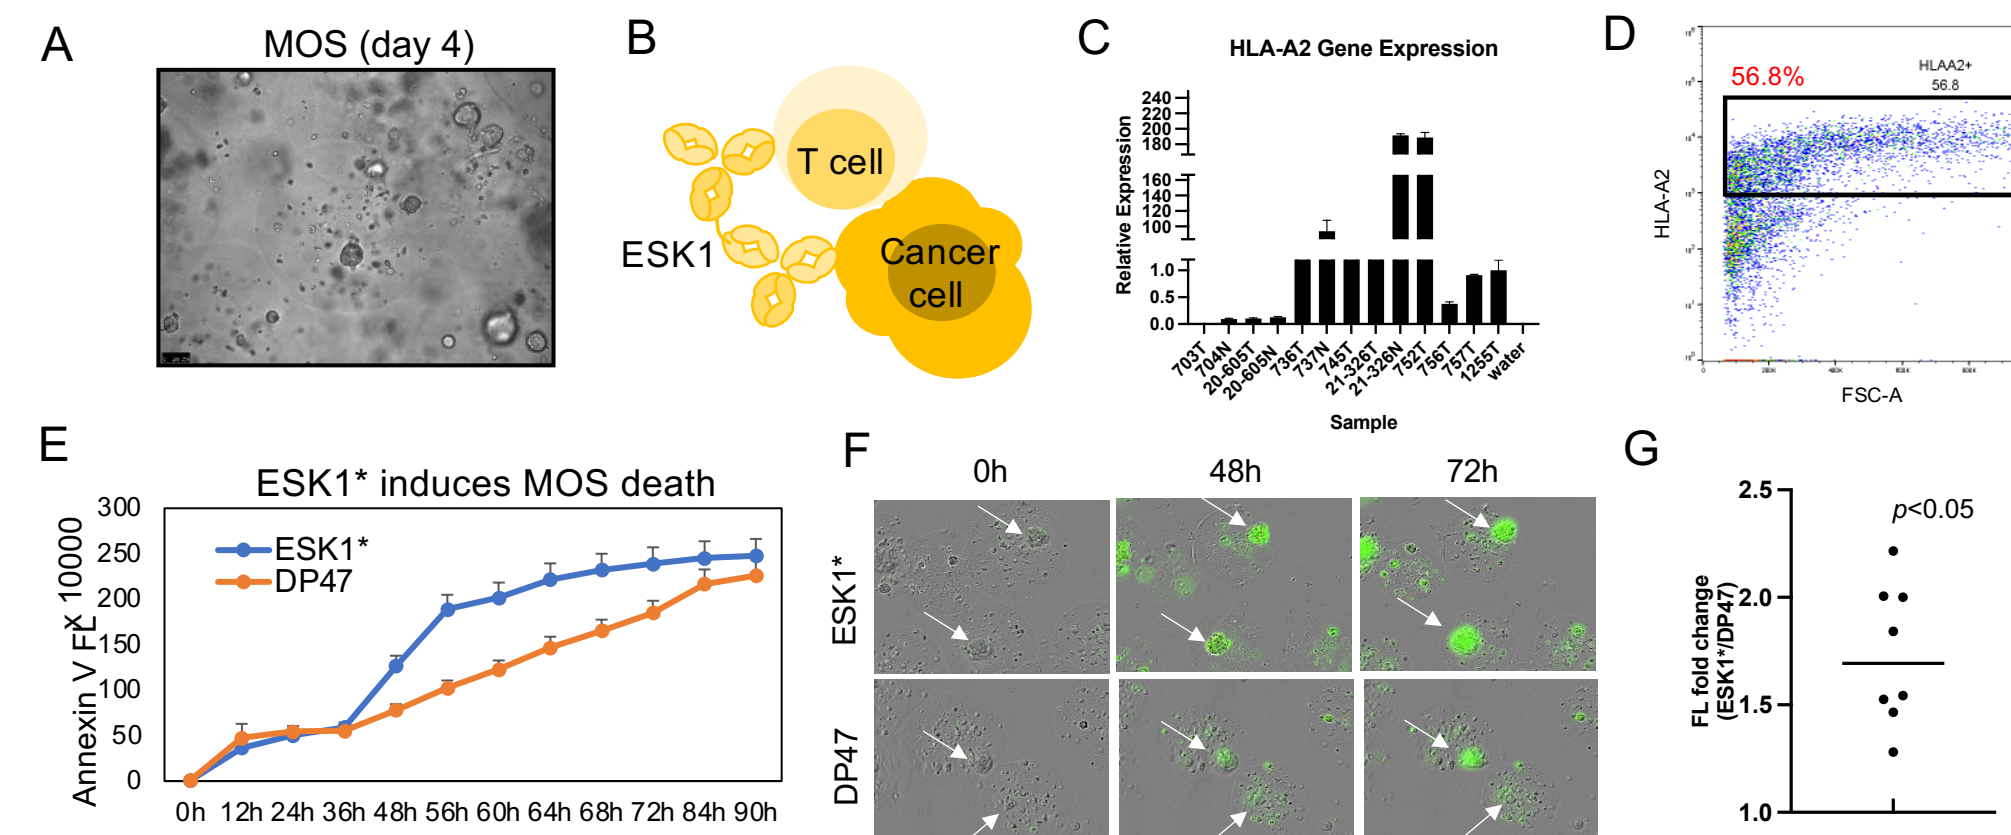 A
MOS (day 4)
B
T cell
ESK1
Cancer
cell
C
HLA-A2 Gene Expression
Relative Expression
240
220
200
180
160
140
120
100
1.0
0.5
0.0
703T
704N
20-605T
20-605N
736T
737N
745T
21-326T
21-326N
752T
756T
757T
1255T
water
Sample
D
56.8%
HLAA2+
56.8
HLA-A2
0
FSC-A
E
ESK1* induces MOS death
Annexin V FL x 10000
300
250
200
150
100
50
0
ESK1*
DP47
0h 12h 24h 36h 48h 56h 60h 64h 68h 72h 84h 90h
F
0h 48h 72h
ESK1*
DP47
G
p<0.05
FL fold change
(ESK1*/DP47)
2.5
2.0
1.5
1.0